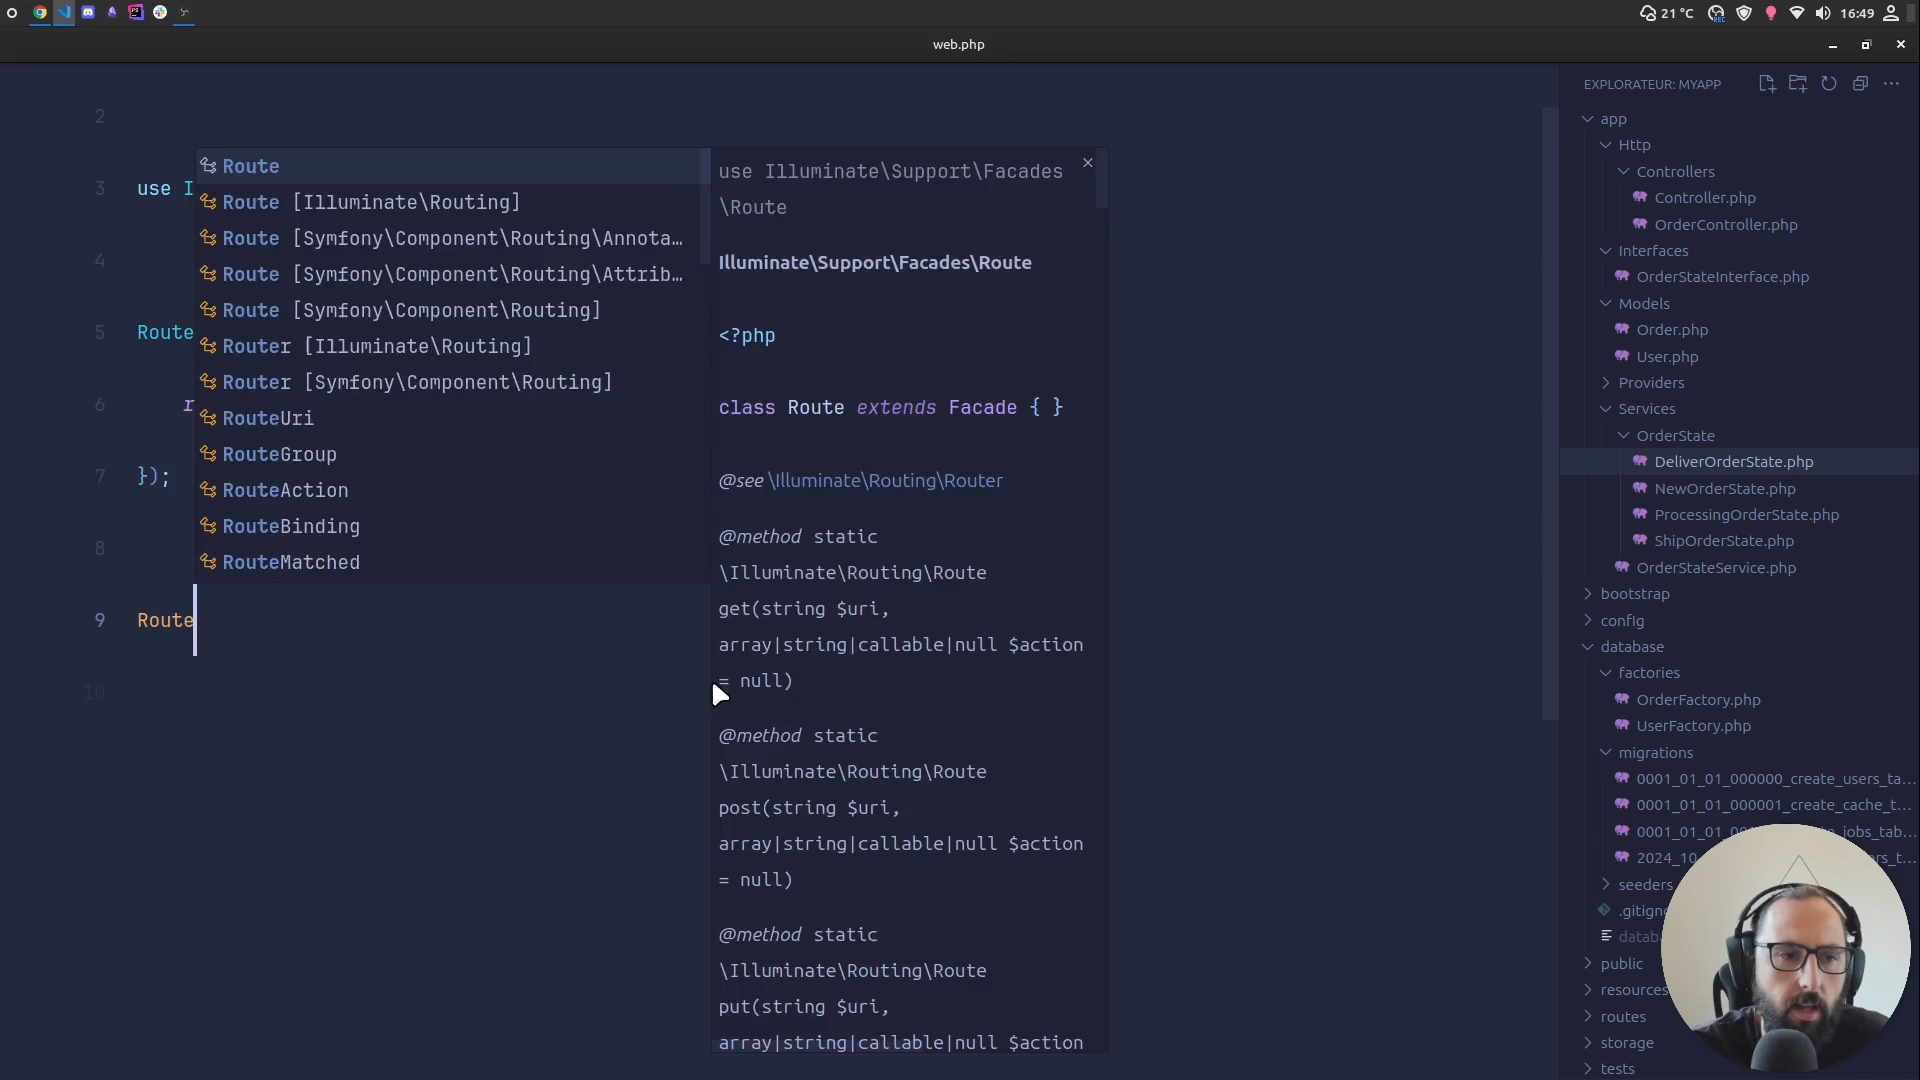 21 °C
REC
16:49
web.php
2
3 use I
4
5 Route
6 r
7 });
8
9 Route
10
Route
Route [Illuminate\Routing]
Route [Symfony\Component\Routing\Annota…
Route [Symfony\Component\Routing\Attrib…
Route [Symfony\Component\Routing]
Router [Illuminate\Routing]
Router [Symfony\Component\Routing]
RouteUri
RouteGroup
RouteAction
RouteBinding
RouteMatched
use Illuminate\Support\Facades
\Route
Illuminate\Support\Facades\Route
<?php
class Route extends Facade { }
@see \Illuminate\Routing\Router
@method static
\Illuminate\Routing\Route
get(string $uri,
array|string|callable|null $action
= null)
@method static
\Illuminate\Routing\Route
post(string $uri,
array|string|callable|null $action
= null)
@method static
\Illuminate\Routing\Route
put(string $uri,
array|string|callable|null $action
EXPLORATEUR: MYAPP
app
Http
Controllers
Controller.php
OrderController.php
Interfaces
OrderStateInterface.php
Models
Order.php
User.php
Providers
Services
OrderState
DeliverOrderState.php
NewOrderState.php
ProcessingOrderState.php
ShipOrderState.php
OrderStateService.php
bootstrap
config
database
factories
OrderFactory.php
UserFactory.php
migrations
0001_01_01_000000_create_users_ta…
0001_01_01_000001_create_cache_t…
0001_01_01_00 jobs_tab…
2024_10 rs_t…
seeders
.gitign
datab
public
resources
routes
storage
tests